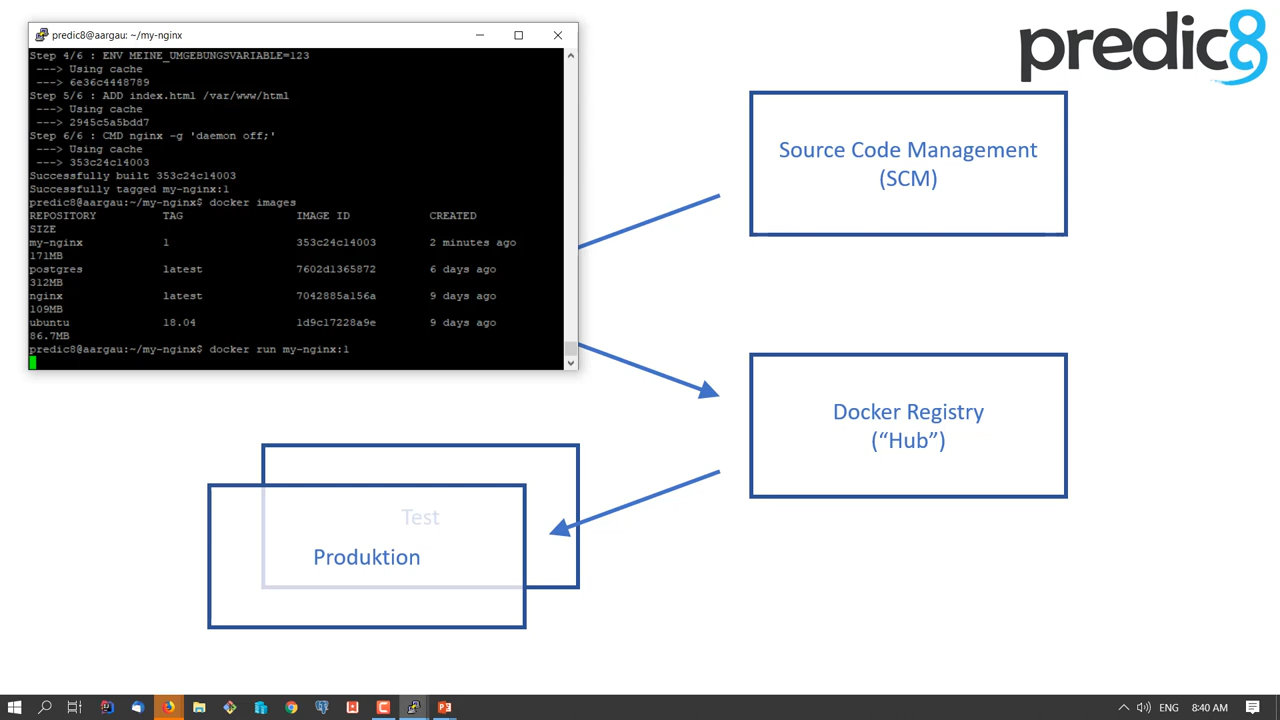 predic8@aargau: ~/my-nginx
Step 4/6 : ENV MEINE_UMGEBUNGSVARIABLE=123
---> Using cache
---> 6e36c4448789
Step 5/6 : ADD index.html /var/www/html
---> Using cache
---> 2945c5a5bdd7
Step 6/6 : CMD nginx -g 'daemon off;'
---> Using cache
---> 353c24c14003
Successfully built 353c24c14003
Successfully tagged my-nginx:1
predic8@aargau:~/my-nginx$ docker images
REPOSITORY TAG IMAGE ID CREATED
SIZE
my-nginx 1 353c24c14003 2 minutes ago
171MB
postgres latest 7602d1365872 6 days ago
312MB
nginx latest 7042885a156a 9 days ago
109MB
ubuntu 18.04 1d9c17228a9e 9 days ago
86.7MB
predic8@aargau:~/my-nginx$ docker run my-nginx:1
predic8
Source Code Management
(SCM)
Docker Registry
(“Hub”)
Test
Produktion
ENG 8:40 AM